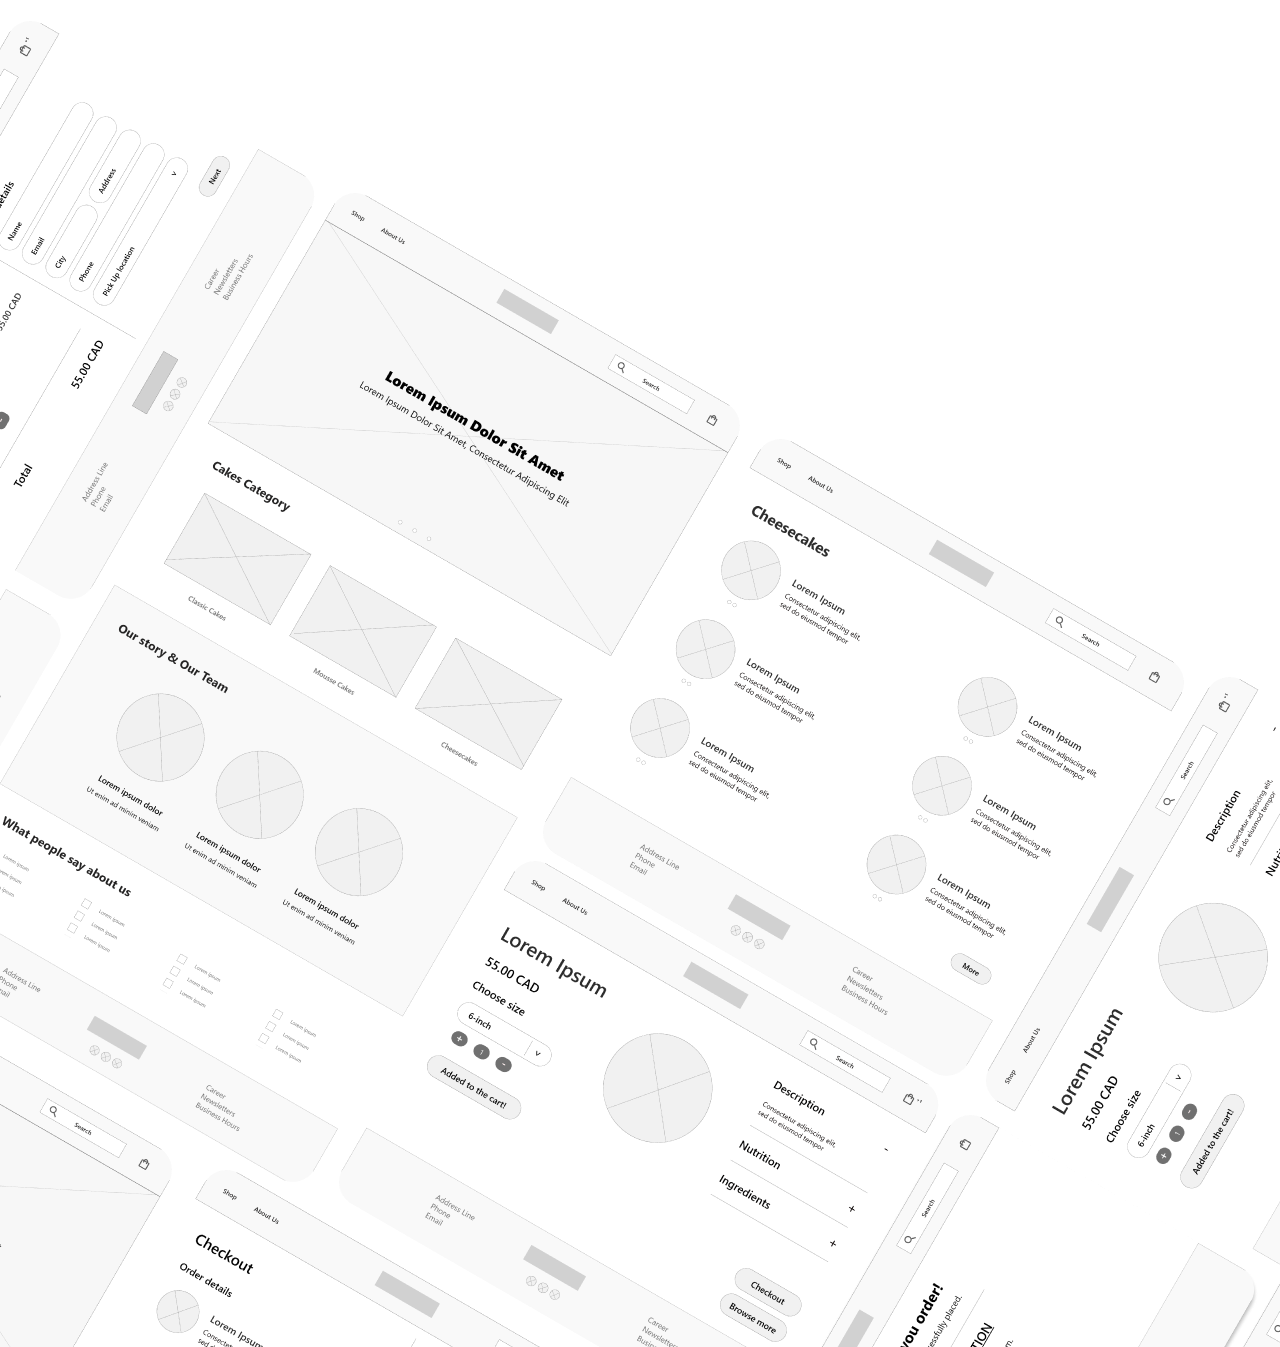 Details
Name
Email
City
Address
Phone
Pick Up location
v
Next
55.00 CAD
Total
55.00 CAD
Career
Newsletters
Business Hours
Address Line
Phone
Email
Shop
About Us
Search
Lorem Ipsum Dolor Sit Amet
Lorem Ipsum Dolor Sit Amet, Consectetur Adipiscing Elit
Cakes Category
Classic Cakes
Mousse Cakes
Cheesecakes
Our story & Our Team
Lorem ipsum dolor
Ut enim ad minim veniam
Lorem ipsum dolor
Ut enim ad minim veniam
Lorem ipsum dolor
Ut enim ad minim veniam
What people say about us
Lorem ipsum
Lorem ipsum
Lorem ipsum
Lorem ipsum
Lorem ipsum
Lorem ipsum
Lorem ipsum
Lorem ipsum
Lorem ipsum
Lorem ipsum
Address Line
Phone
Email
Career
Newsletters
Business Hours
Shop
About Us
Search
Cheesecakes
Lorem Ipsum
Consectetur adipiscing elit,
sed do eiusmod tempor
Lorem Ipsum
Consectetur adipiscing elit,
sed do eiusmod tempor
Lorem Ipsum
Consectetur adipiscing elit,
sed do eiusmod tempor
Lorem Ipsum
Consectetur adipiscing elit,
sed do eiusmod tempor
Lorem Ipsum
Consectetur adipiscing elit,
sed do eiusmod tempor
Lorem Ipsum
Consectetur adipiscing elit,
sed do eiusmod tempor
More
Address Line
Phone
Email
Career
Newsletters
Business Hours
Shop
About Us
Search
Lorem Ipsum
55.00 CAD
Choose size
6-inch
v
+
1
-
Added to the cart!
Description
-
Consectetur adipiscing elit,
sed do eiusmod tempor
Nutrition
+
Ingredients
+
Checkout
Browse more
Address Line
Phone
Email
Career
Newsletters
Search
Shop
About Us
Checkout
Order details
Lorem Ipsum
Shop
About Us
Search
Lorem Ipsum
55.00 CAD
Choose size
6-inch
v
+
1
-
Added to the cart!
Description
Consectetur adipiscing elit,
sed do eiusmod tempor
Search
you order!